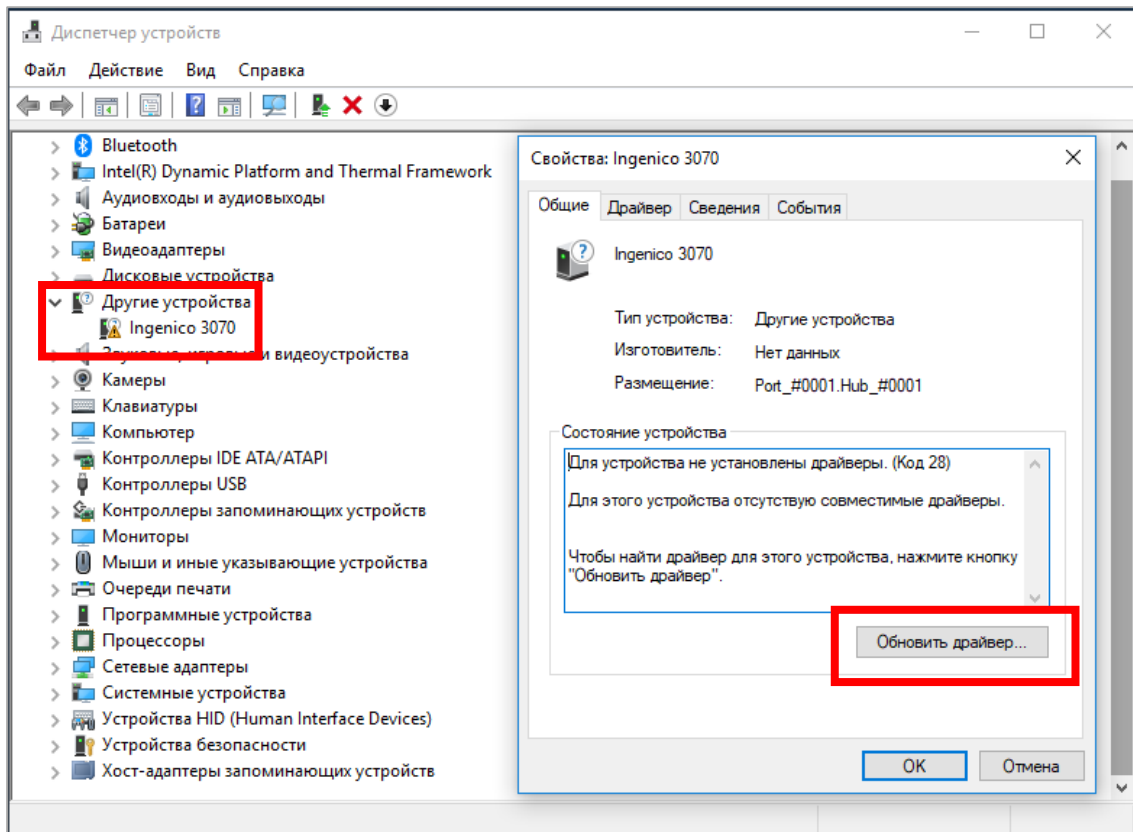 Диспетчер устройств
Файл Действие Вид Справка
Bluetooth
Intel(R) Dynamic Platform and Thermal Framework
Аудиовходы и аудиовыходы
Батареи
Видеоадаптеры
Дисковые устройства
Другие устройства
Ingenico 3070
Звуковые, игровые и видеоустройства
Камеры
Клавиатуры
Компьютер
Контроллеры IDE ATA/ATAPI
Контроллеры USB
Контроллеры запоминающих устройств
Мониторы
Мыши и иные указывающие устройства
Очереди печати
Программные устройства
Процессоры
Сетевые адаптеры
Системные устройства
Устройства HID (Human Interface Devices)
Устройства безопасности
Хост-адаптеры запоминающих устройств
Свойства: Ingenico 3070
Общие Драйвер Сведения События
Ingenico 3070
Тип устройства: Другие устройства
Изготовитель: Нет данных
Размещение: Port_#0001.Hub_#0001
Состояние устройства
Для устройства не установлены драйверы. (Код 28)
Для этого устройства отсутствую совместимые драйверы.
Чтобы найти драйвер для этого устройства, нажмите кнопку
"Обновить драйвер".
Обновить драйвер...
OK Отмена